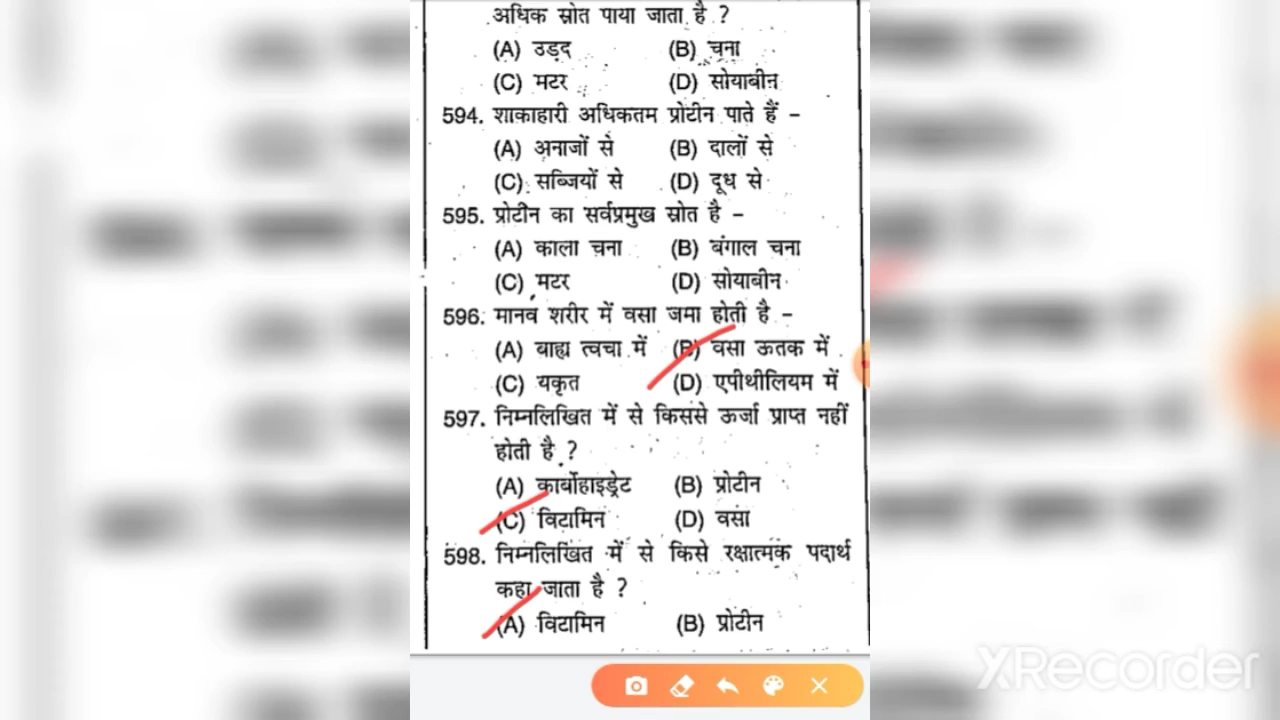 अधिक स्रोत पाया जाता है ?
(A) उड़द (B) चना
(C) मटर (D) सोयाबीन
594. शाकाहारी अधिकतम प्रोटीन पाते हैं –
(A) अनाजों से (B) दालों से
(C) सब्जियों से (D) दूध से
595. प्रोटीन का सर्वप्रमुख स्रोत है –
(A) काला चना (B) बंगाल चना
(C) मटर (D) सोयाबीन
596. मानव शरीर में वसा जमा होती है –
(A) बाह्य त्वचा में (B) वसा ऊतक में
(C) यकृत (D) एपीथीलियम में
597. निम्नलिखित में से किससे ऊर्जा प्राप्त नहीं
होती है ?
(A) कार्बोहाइड्रेट (B) प्रोटीन
(C) विटामिन (D) वसा
598. निम्नलिखित में से किसे रक्षात्मक पदार्थ
कहा जाता है ?
(A) विटामिन (B) प्रोटीन
XRecorder